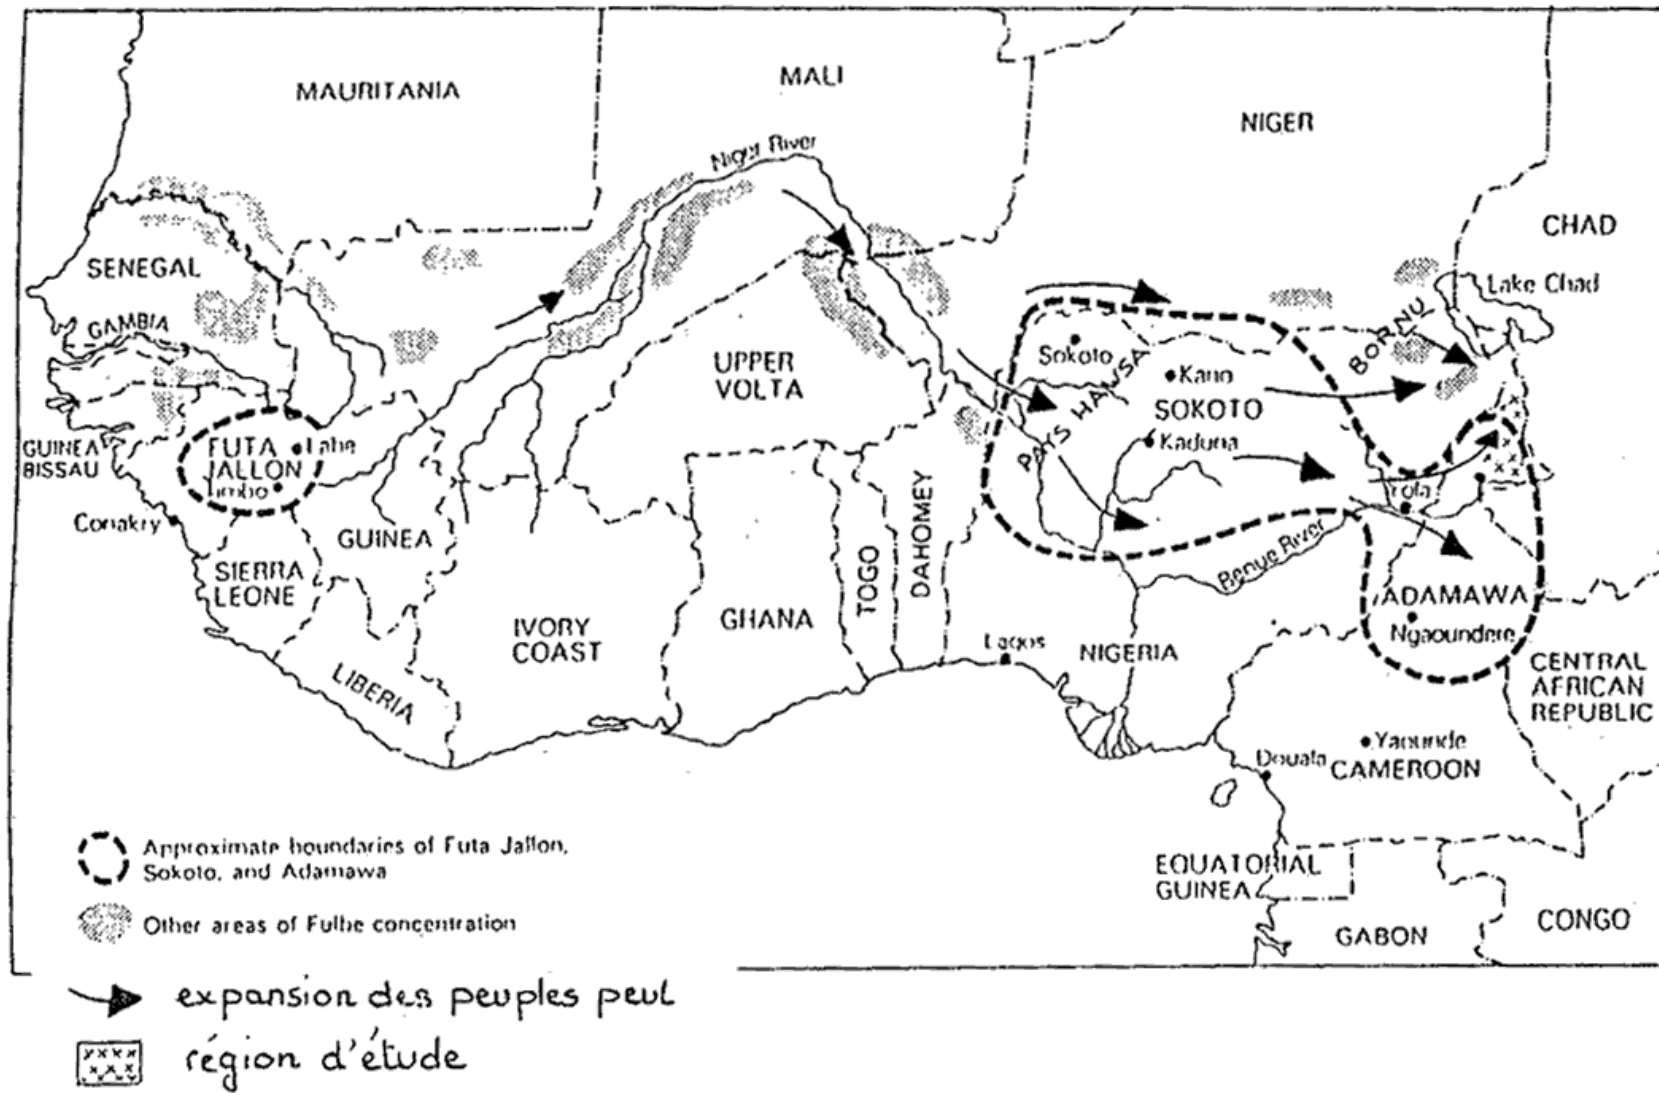 MAURITANIA
MALI
NIGER
CHAD
Niger River
SENEGAL
GAMBIA
Lake Chad
BORNU
Sokoto
Kano
PAYS HAWSA
SOKOTO
Kaduna
UPPER
VOLTA
GUINEA
BISSAU
FUTA
JALLON
Labe
Timbo
Conakry
GUINEA
SIERRA
LEONE
LIBERIA
IVORY
COAST
GHANA
TOGO
DAHOMEY
Lagos
NIGERIA
Benue River
Yola
ADAMAWA
Ngaoundere
CENTRAL
AFRICAN
REPUBLIC
Yaounde
Douala
CAMEROON
EQUATORIAL
GUINEA
GABON
CONGO
Approximate boundaries of Futa Jallon,
Sokoto, and Adamawa
Other areas of Fulbe concentration
expansion des peuples peul
région d'étude